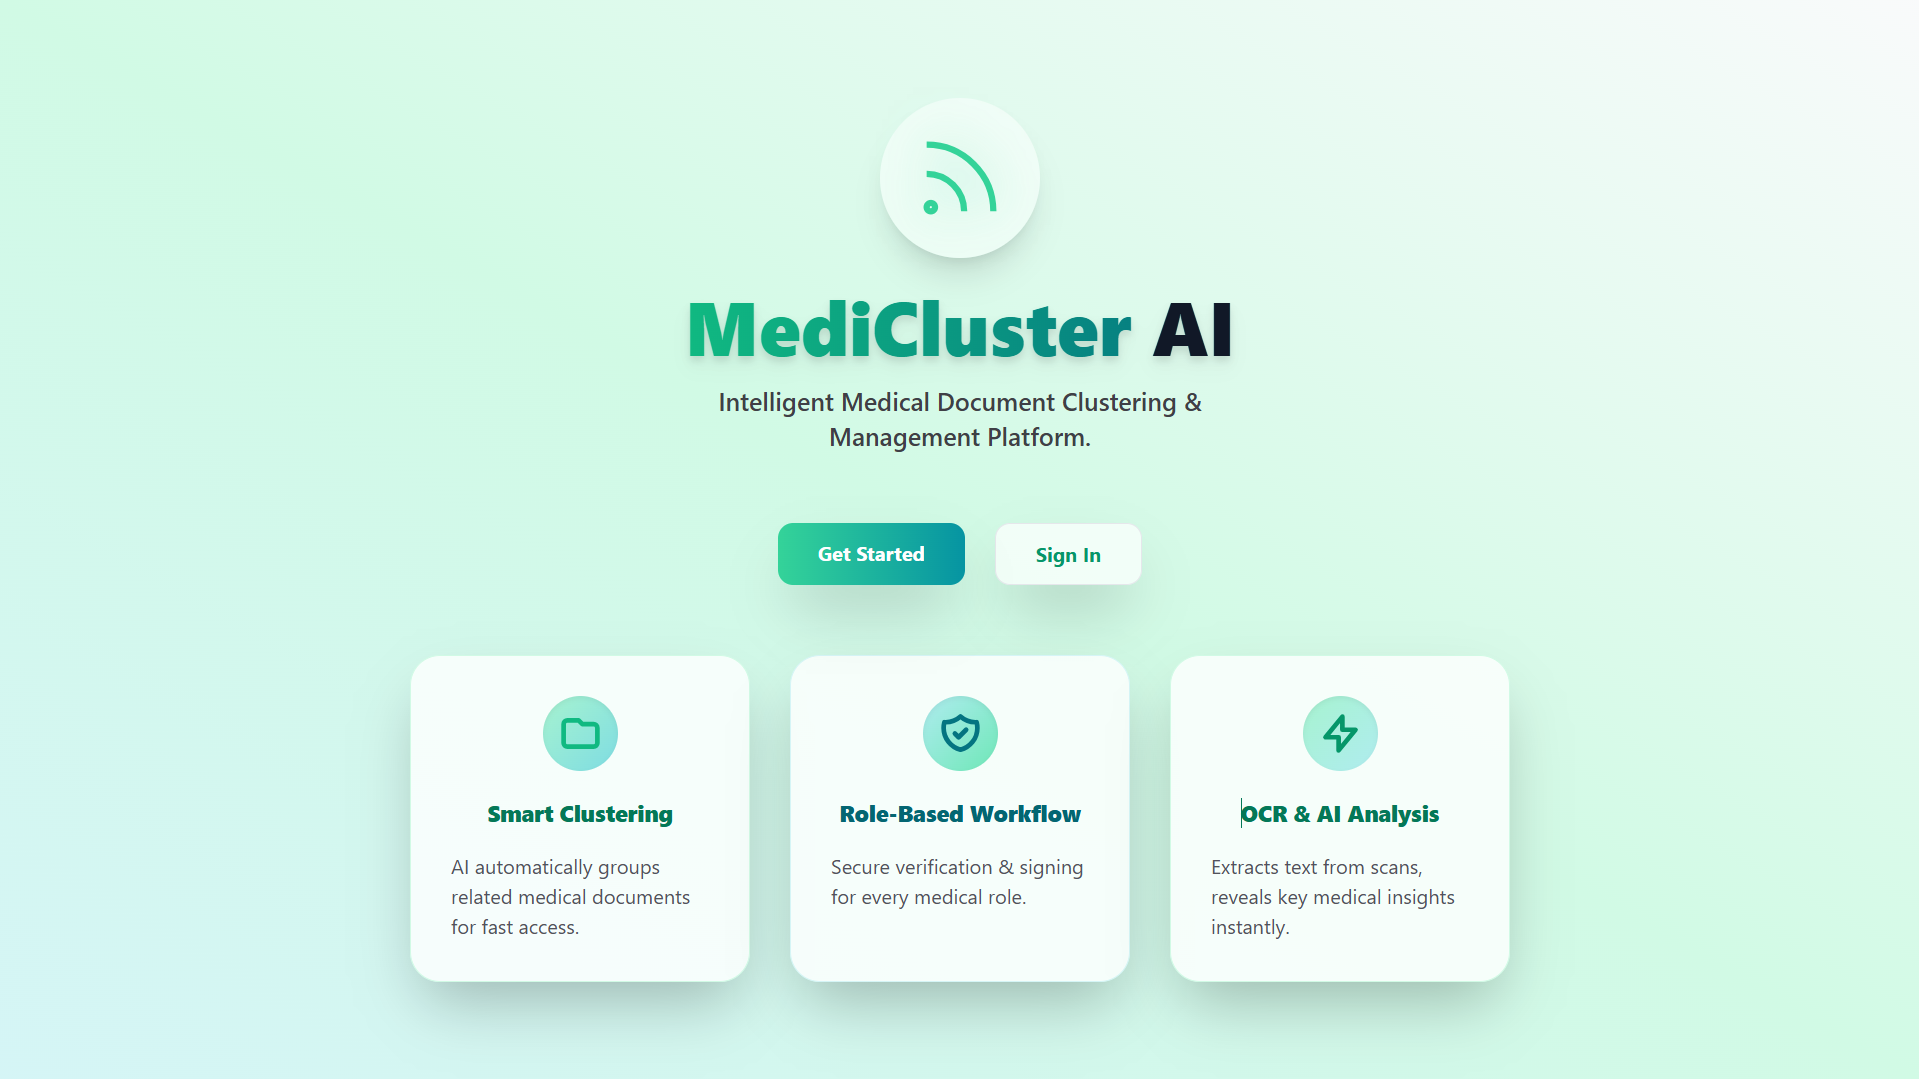 MediCluster AI
Intelligent Medical Document Clustering &
Management Platform.
Get Started
Sign In
Smart Clustering
AI automatically groups
related medical documents
for fast access.
Role-Based Workflow
Secure verification & signing
for every medical role.
OCR & AI Analysis
Extracts text from scans,
reveals key medical insights
instantly.